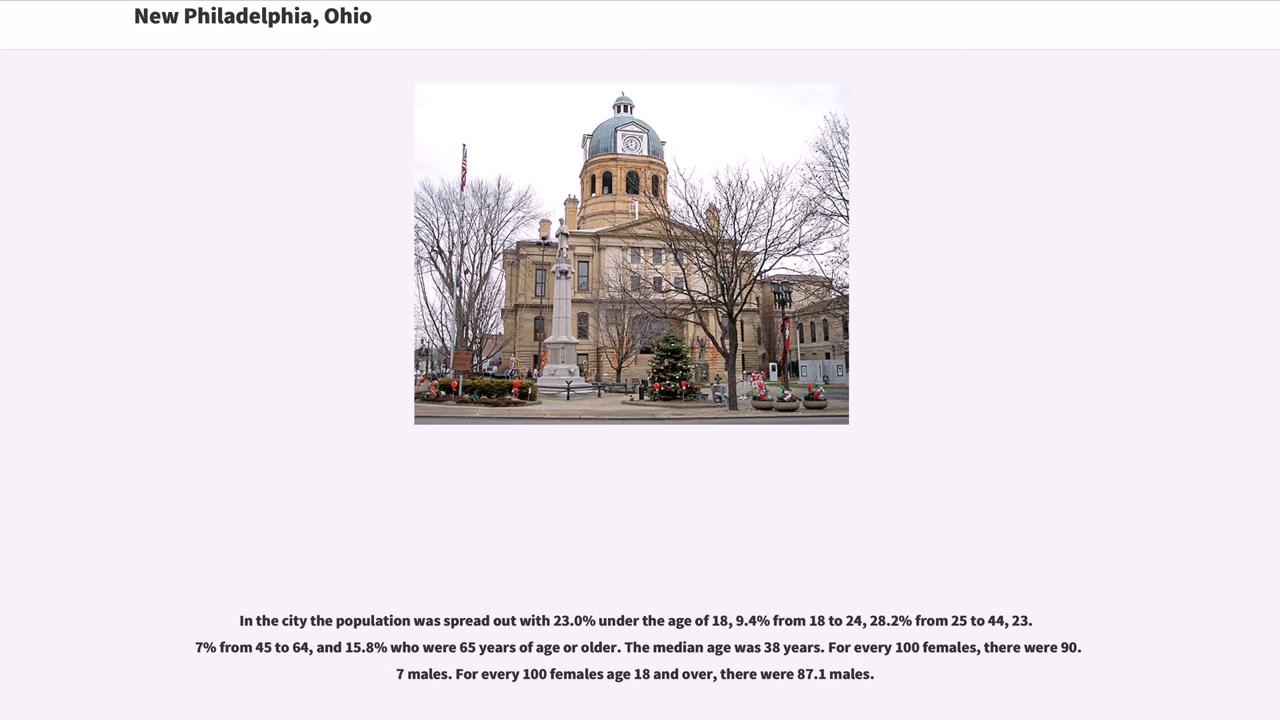 New Philadelphia, Ohio
In the city the population was spread out with 23.0% under the age of 18, 9.4% from 18 to 24, 28.2% from 25 to 44, 23.
7% from 45 to 64, and 15.8% who were 65 years of age or older. The median age was 38 years. For every 100 females, there were 90.
7 males. For every 100 females age 18 and over, there were 87.1 males.